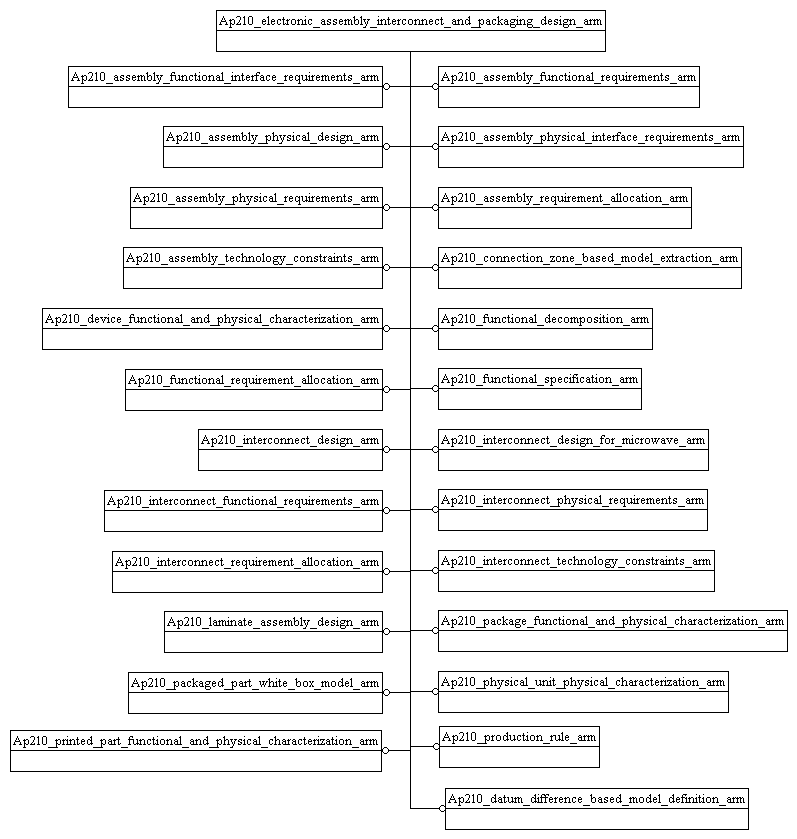 Ap210_electronic_assembly_interconnect_and_packaging_design_arm
Ap210_assembly_functional_interface_requirements_arm
Ap210_assembly_functional_requirements_arm
Ap210_assembly_physical_design_arm
Ap210_assembly_physical_interface_requirements_arm
Ap210_assembly_physical_requirements_arm
Ap210_assembly_requirement_allocation_arm
Ap210_assembly_technology_constraints_arm
Ap210_connection_zone_based_model_extraction_arm
Ap210_device_functional_and_physical_characterization_arm
Ap210_functional_decomposition_arm
Ap210_functional_requirement_allocation_arm
Ap210_functional_specification_arm
Ap210_interconnect_design_arm
Ap210_interconnect_design_for_microwave_arm
Ap210_interconnect_functional_requirements_arm
Ap210_interconnect_physical_requirements_arm
Ap210_interconnect_requirement_allocation_arm
Ap210_interconnect_technology_constraints_arm
Ap210_laminate_assembly_design_arm
Ap210_package_functional_and_physical_characterization_arm
Ap210_packaged_part_white_box_model_arm
Ap210_physical_unit_physical_characterization_arm
Ap210_printed_part_functional_and_physical_characterization_arm
Ap210_production_rule_arm
Ap210_datum_difference_based_model_definition_arm